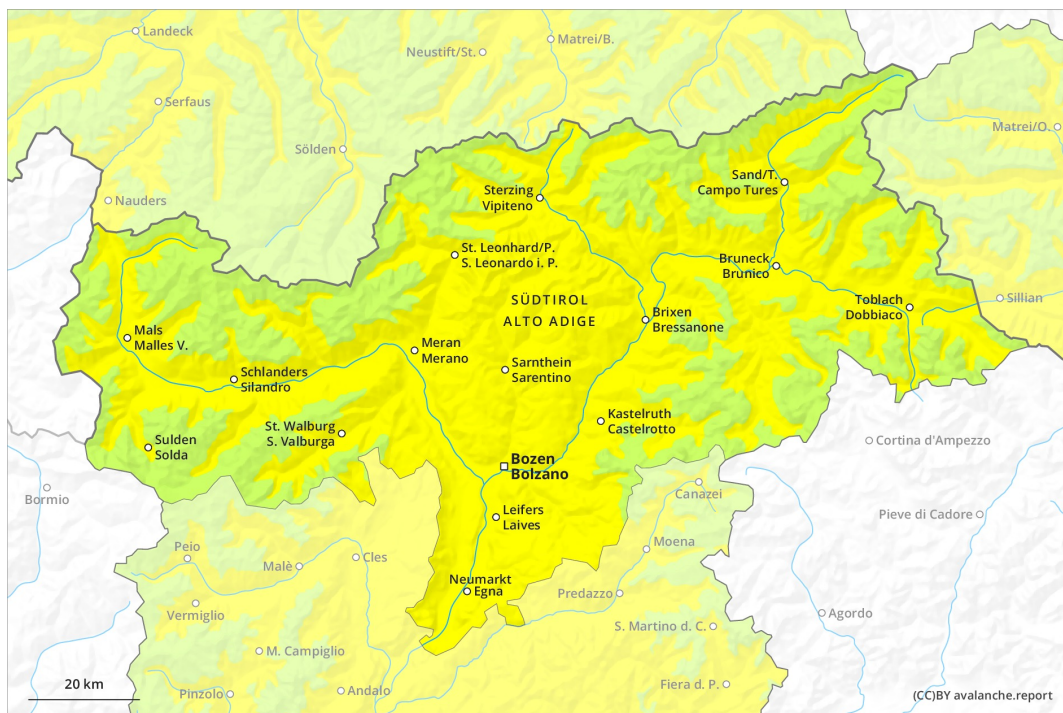 Landeck
Matrei/B.
Neustift/St.
Serfaus
Matrei/O.
Sölden
Sand/T.
Campo Tures
Sterzing
Vipiteno
Nauders
St. Leonhard/P.
S. Leonardo i. P.
Bruneck
Brunico
SÜDTIROL
ALTO ADIGE
Toblach
Dobbiaco
Sillian
Brixen
Bressanone
Mals
Malles V.
Meran
Merano
Sarnthein
Sarentino
Schlanders
Silandro
Kastelruth
Castelrotto
St. Walburg
S. Valburga
Sulden
Solda
Cortina d'Ampezzo
Bozen
Bolzano
Bormio
Canazei
Leifers
Laives
Pieve di Cadore
Moena
Peio
Cles
Malè
Neumarkt
Egna
Predazzo
Vermiglio
Agordo
S. Martino d. C.
M. Campiglio
20 km
Pinzolo
Andalo
Fiera d. P.
(CC)BY avalanche.report